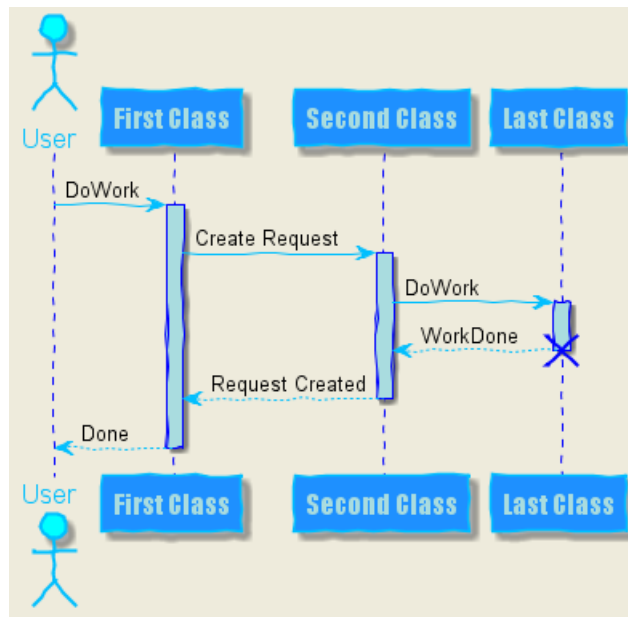 User
First Class
Second Class
Last Class
DoWork
Create Request
DoWork
WorkDone
Request Created
Done
User
First Class
Second Class
Last Class